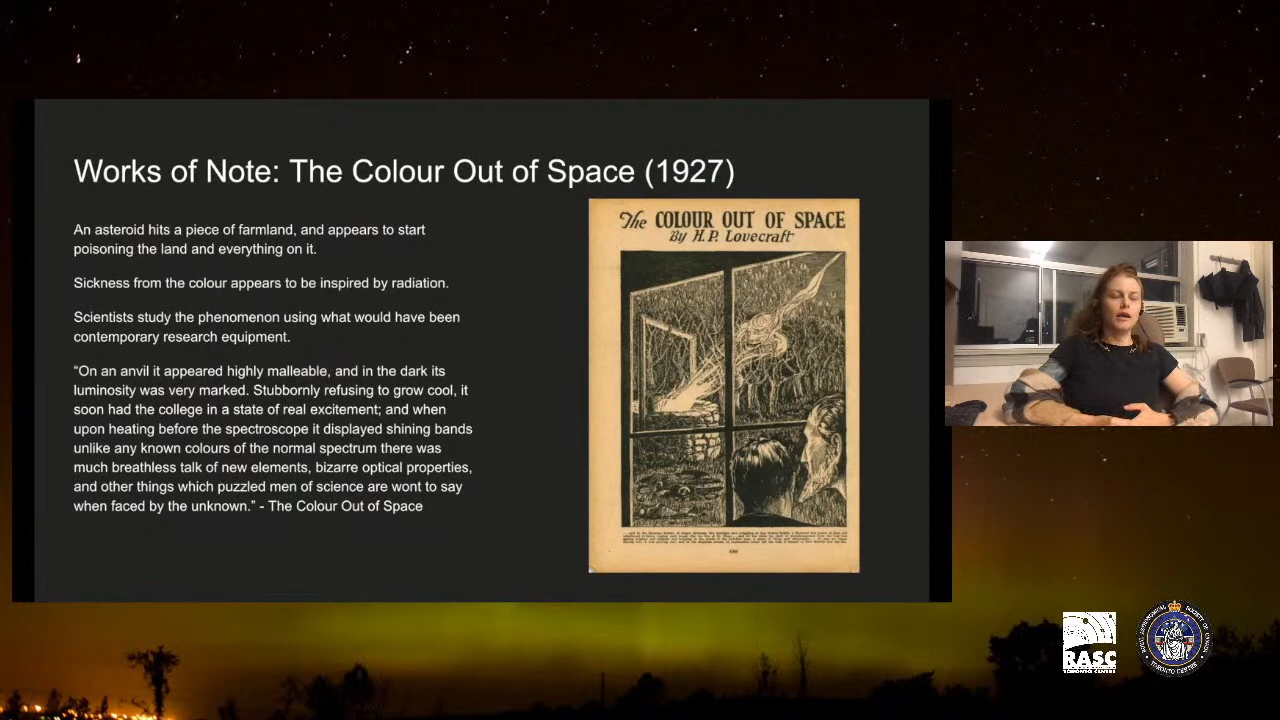 Works of Note: The Colour Out of Space (1927)
An asteroid hits a piece of farmland, and appears to start
poisoning the land and everything on it.
Sickness from the colour appears to be inspired by radiation.
Scientists study the phenomenon using what would have been
contemporary research equipment.
“On an anvil it appeared highly malleable, and in the dark its
luminosity was very marked. Stubbornly refusing to grow cool, it
soon had the college in a state of real excitement; and when
upon heating before the spectroscope it displayed shining bands
unlike any known colours of the normal spectrum there was
much breathless talk of new elements, bizarre optical properties,
and other things which puzzled men of science are wont to say
when faced by the unknown.” - The Colour Out of Space
The COLOUR OUT OF SPACE
By H.P. Lovecraft
RASC
TORONTO CENTRE
ROYAL ASTRONOMICAL SOCIETY OF CANADA
TORONTO CENTRE